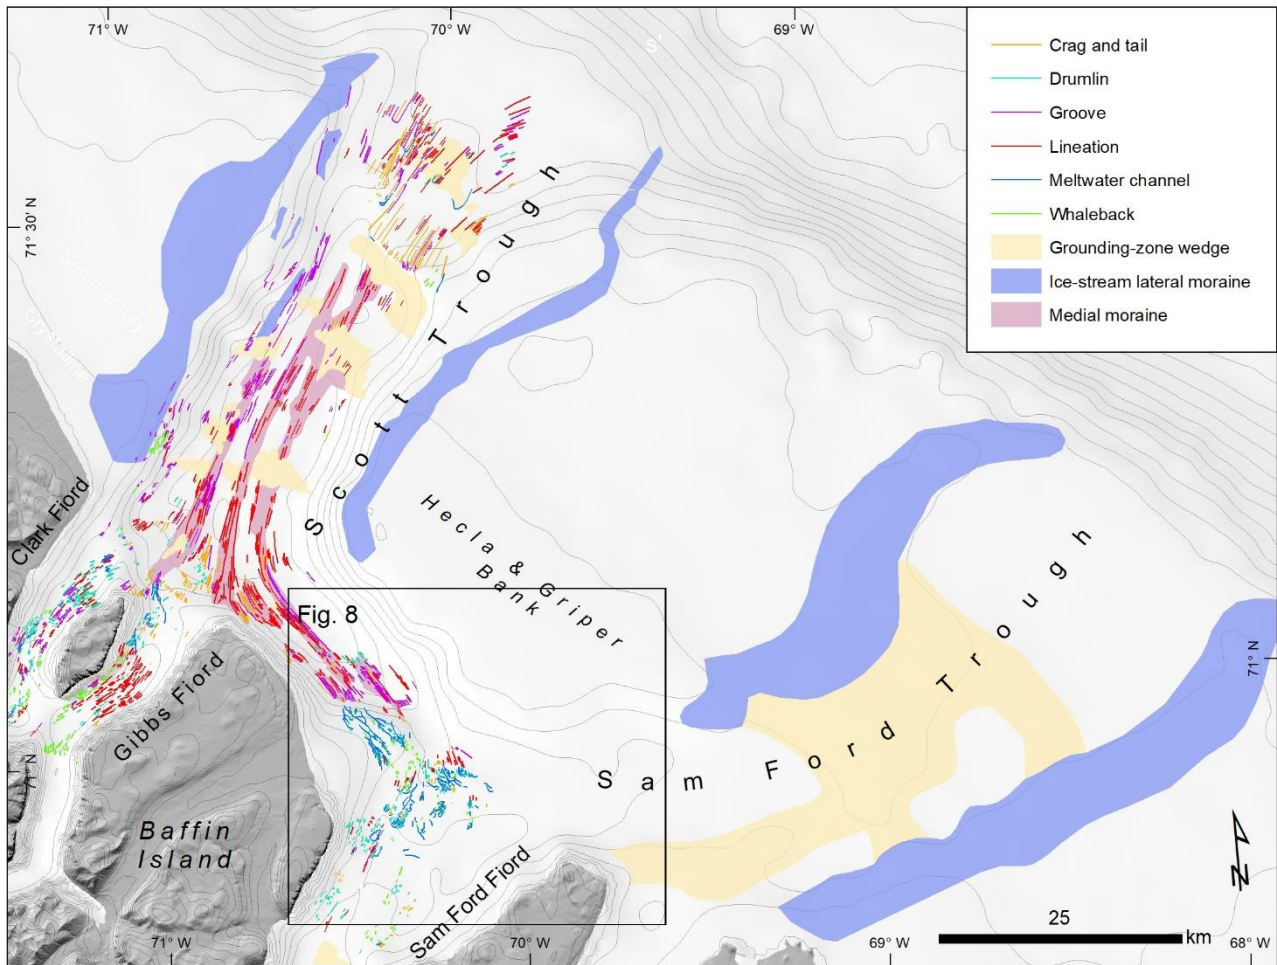 71° W
70° W
69° W
S'
Crag and tail
Drumlin
Groove
Lineation
Meltwater channel
Whaleback
Grounding-zone wedge
Ice-stream lateral moraine
Medial moraine
71° 30' N
Sedimentary
Crystalline
Scott Trough
Clark Fiord
Hecla & Griper
Bank
Fig. 8
Gibbs Fiord
Sam Ford Trough
71° N
71° N
Baffin
Island
Sam Ford Fiord
N
25
km
71° W
70° W
69° W
68° W